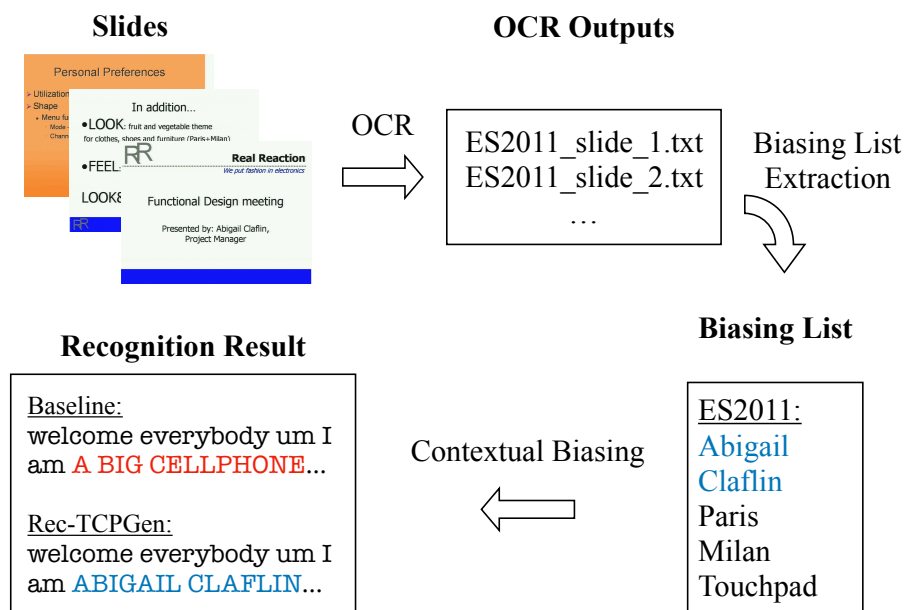 Slides
OCR Outputs
Personal Preferences
Utilization
Shape
Menu fu
Mode
Chann
In addition...
•LOOK: fruit and vegetable theme
for clothes, shoes and furniture (Paris+Milan)
•FEEL:
LOOK&
RR
RR
Real Reaction
We put fashion in electronics
Functional Design meeting
Presented by: Abigail Claflin,
Project Manager
OCR
ES2011_slide_1.txt
ES2011_slide_2.txt
...
Biasing List
Extraction
Recognition Result
Biasing List
Baseline:
welcome everybody um I
am A BIG CELLPHONE...
Rec-TCPGen:
welcome everybody um I
am ABIGAIL CLAFLIN...
Contextual Biasing
ES2011:
Abigail
Claflin
Paris
Milan
Touchpad